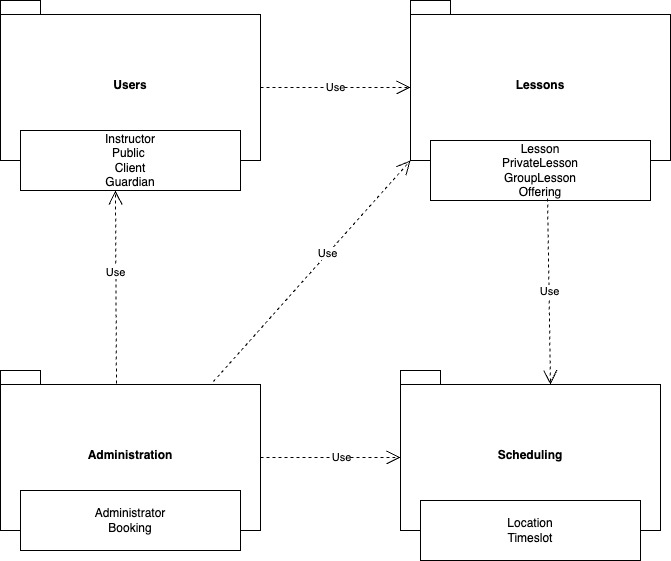 Users
Use
Lessons
Instructor
Public
Client
Guardian
Lesson
PrivateLesson
GroupLesson
Offering
Use
Use
Use
Administration
Use
Scheduling
Administrator
Booking
Location
Timeslot